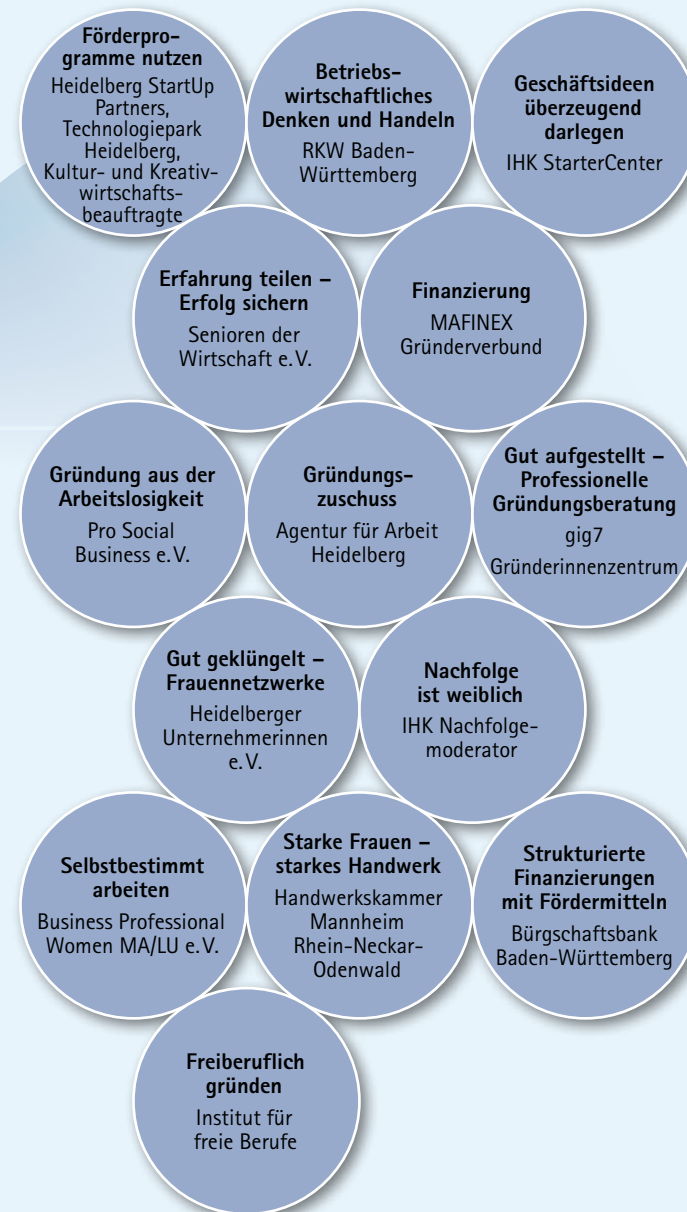 Förderpro-
gramme nutzen
Heidelberg StartUp
Partners,
Technologiepark
Heidelberg,
Kultur- und Kreativ-
wirtschafts-
beauftragte
Betriebs-
wirtschaftliches
Denken und Handeln
RKW Baden-
Württemberg
Geschäftsideen
überzeugend
darlegen
IHK StarterCenter
Erfahrung teilen –
Erfolg sichern
Senioren der
Wirtschaft e.V.
Finanzierung
MAFINEX
Gründerverbund
Gründung aus der
Arbeitslosigkeit
Pro Social
Business e.V.
Gründungs-
zuschuss
Agentur für Arbeit
Heidelberg
Gut aufgestellt –
Professionelle
Gründungsberatung
gig7
Gründerinnenzentrum
Gut geklüngelt –
Frauennetzwerke
Heidelberger
Unternehmerinnen
e.V.
Nachfolge
ist weiblich
IHK Nachfolge-
moderator
Selbstbestimmt
arbeiten
Business Professional
Women MA/LU e.V.
Starke Frauen –
starkes Handwerk
Handwerkskammer
Mannheim
Rhein-Neckar-
Odenwald
Strukturierte
Finanzierungen
mit Fördermitteln
Bürgschaftsbank
Baden-Württemberg
Freiberuflich
gründen
Institut für
freie Berufe